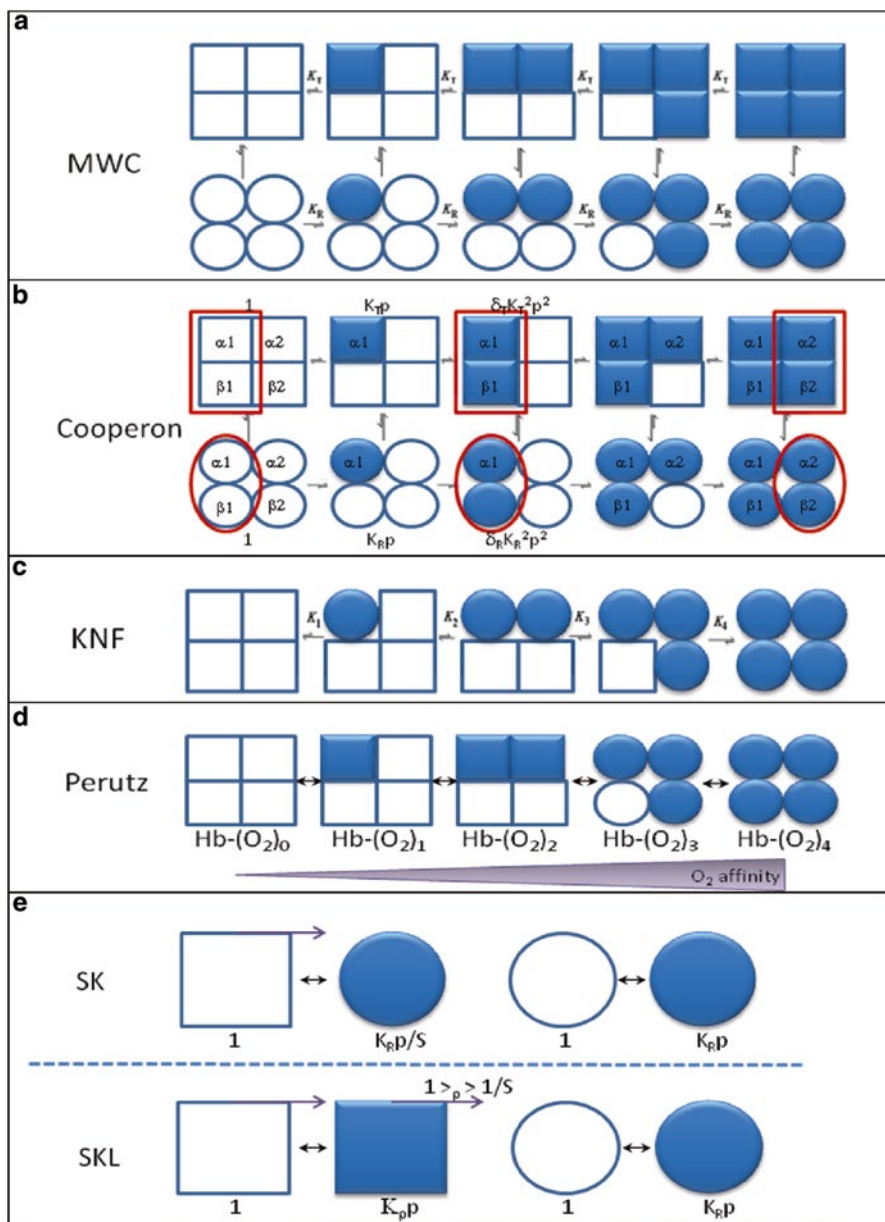 a
K_T K_T K_T K_T
MWC
K_R K_R K_R K_R
b
1 K_Tp δ_TK_T²p²
α1 α2 α1 α1 α1 α2 α1 α2
β1 β2 β1 β1 β1 β2
Cooperon
α1 α2 α1 α1 α1 α2 α1 α2
β1 β2 β1 β1 β2
1 K_Rp δ_RK_R²p²
c
K_1 K_2 K_3 K_4
KNF
d
Perutz
Hb-(O₂)₀ Hb-(O₂)₁ Hb-(O₂)₂ Hb-(O₂)₃ Hb-(O₂)₄
O₂ affinity
e
SK
1 K_Rp/S 1 K_Rp
1 >ₚ > 1/S
SKL
1 K_ρp 1 K_Rp